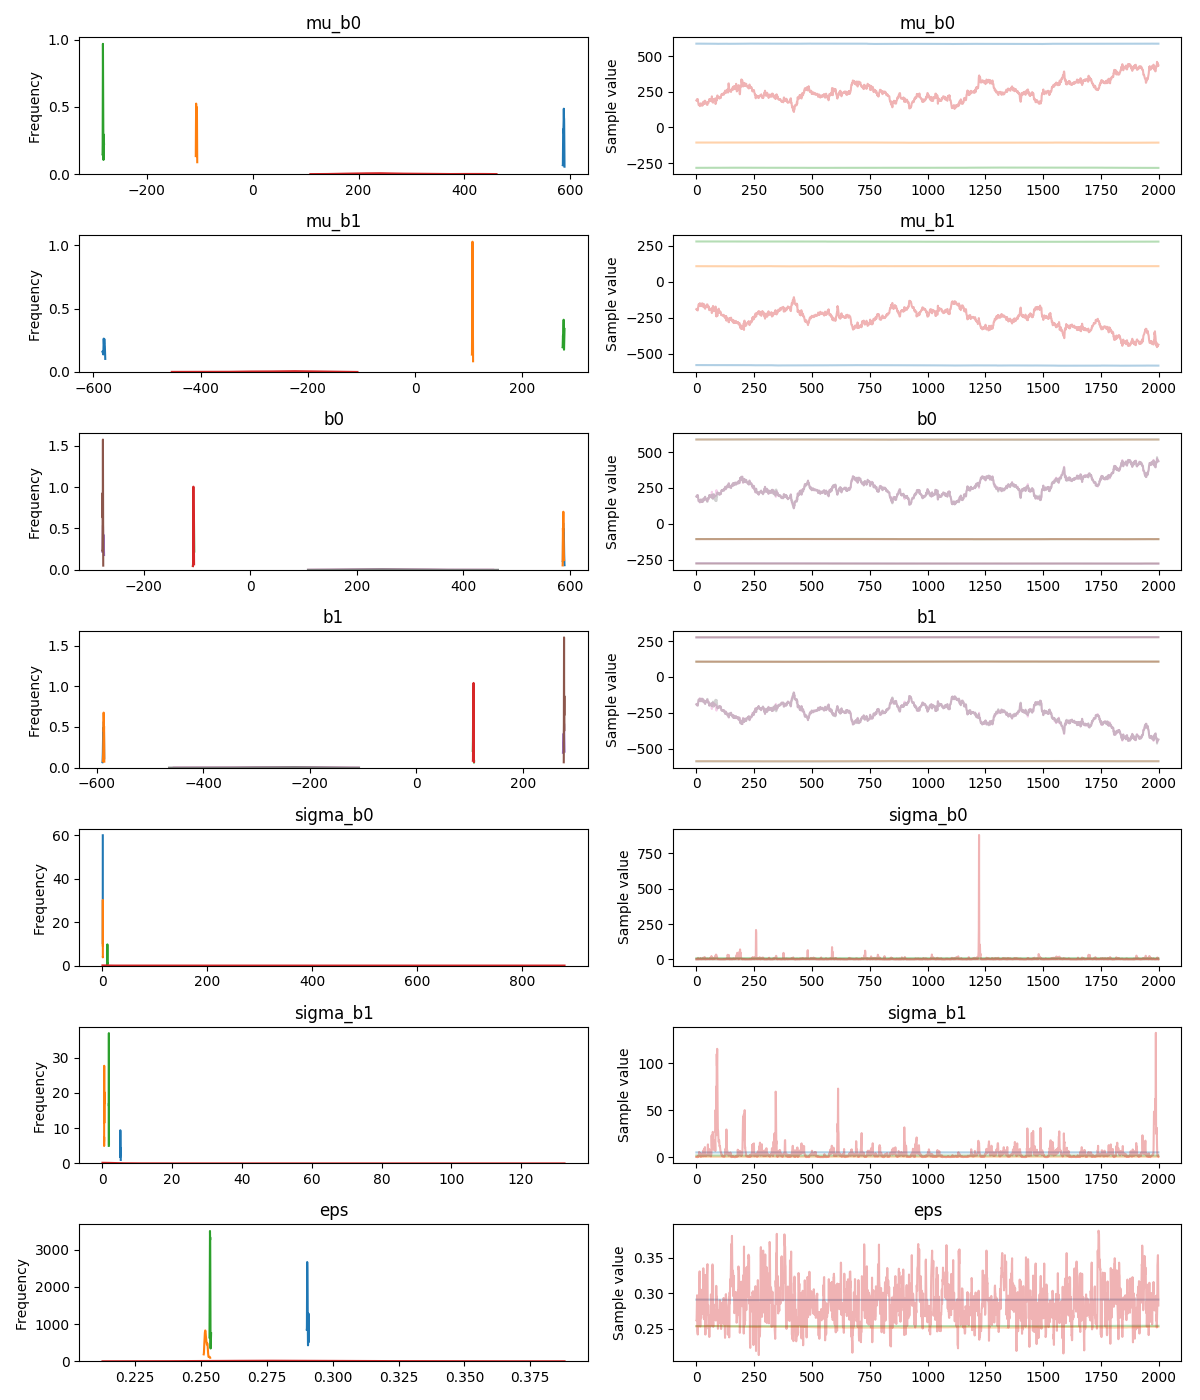 mu_b0 mu_b0
1.0 500
Frequency Sample value
0.5 250
0
0.0 −250
−200 0 200 400 600 0 250 500 750 1000 1250 1500 1750 2000
mu_b1 mu_b1
1.0 250
Frequency Sample value
0.5 0
−250
0.0 −500
−600 −400 −200 0 200 0 250 500 750 1000 1250 1500 1750 2000
b0 b0
1.5 500
Frequency Sample value
1.0 250
0.5 0
0.0 −250
−200 0 200 400 600 0 250 500 750 1000 1250 1500 1750 2000
b1 b1
1.5 250
Frequency Sample value
1.0 0
0.5 −250
0.0 −500
−600 −400 −200 0 200 0 250 500 750 1000 1250 1500 1750 2000
sigma_b0 sigma_b0
60 750
Frequency Sample value
40 500
20 250
0 0
0 200 400 600 800 0 250 500 750 1000 1250 1500 1750 2000
sigma_b1 sigma_b1
30 100
Frequency Sample value
20 50
10
0 0
0 20 40 60 80 100 120 0 250 500 750 1000 1250 1500 1750 2000
eps eps
3000 0.35
Frequency Sample value
2000 0.30
1000 0.25
0
0.225 0.250 0.275 0.300 0.325 0.350 0.375 0 250 500 750 1000 1250 1500 1750 2000